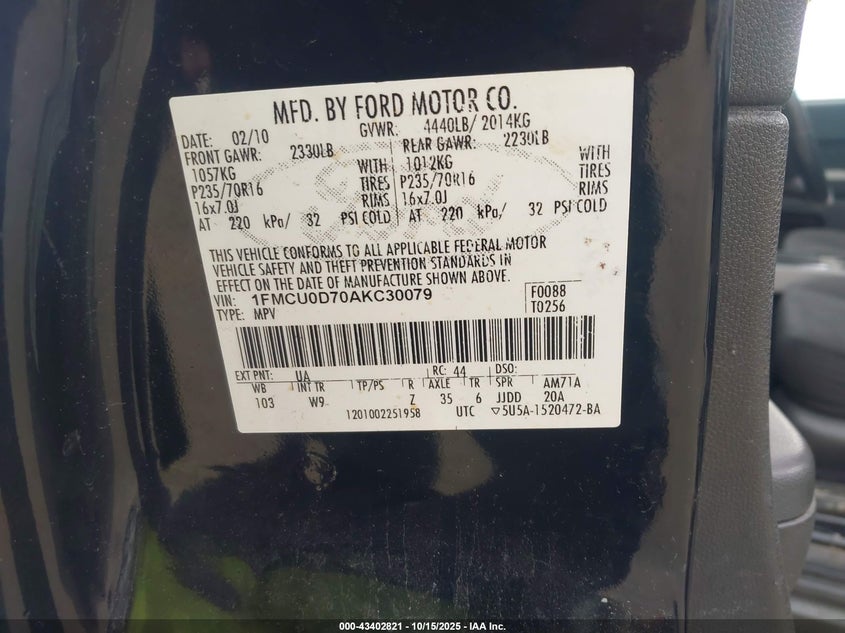 MFD. BY FORD MOTOR CO.
DATE: 02/10 GVWR: 4440LB/ 2014KG
FRONT GAWR: 2330LB REAR GAWR: 2230LB
1057KG WITH 1012KG WITH
P235/70R16 TIRES P235/70R16 TIRES
16x7.0J RIMS 16x7.0J RIMS
AT 220 kPa/ 32 PSI COLD AT 220 kPa/ 32 PSI COLD
THIS VEHICLE CONFORMS TO ALL APPLICABLE FEDERAL MOTOR
VEHICLE SAFETY AND THEFT PREVENTION STANDARDS IN
EFFECT ON THE DATE OF MANUFACTURE SHOWN ABOVE.
VIN: 1FMCU0D70AKC30079 F0088
TYPE: MPV T0256
EXT PNT: UA RC: 44 DSO:
WB INT TR TP/PS R AXLE TR SPR AM71A
103 W9 Z 35 6 JJDD 20A
1201002251958 UTC ▽5U5A-1520472-BA
000-43402821 - 10/15/2025 - IAA Inc.